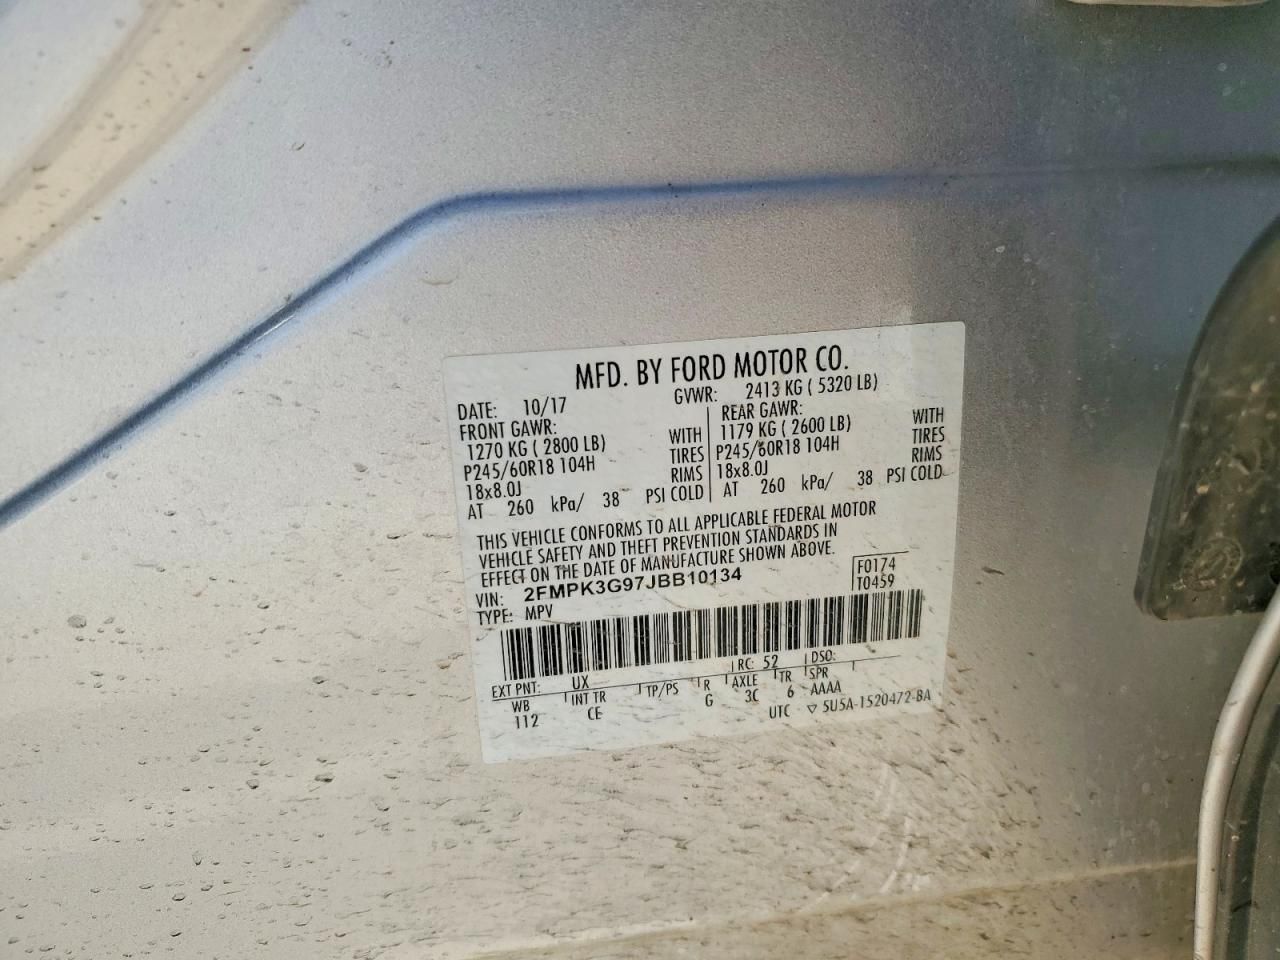 MFD. BY FORD MOTOR CO.
DATE: 10/17 GVWR: 2413 KG ( 5320 LB)
FRONT GAWR: REAR GAWR:
1270 KG ( 2800 LB) WITH 1179 KG ( 2600 LB) WITH
P245/60R18 104H TIRES P245/60R18 104H TIRES
18x8.0J RIMS 18x8.0J RIMS
AT 260 kPa/ 38 PSI COLD AT 260 kPa/ 38 PSI COLD
THIS VEHICLE CONFORMS TO ALL APPLICABLE FEDERAL MOTOR
VEHICLE SAFETY AND THEFT PREVENTION STANDARDS IN
EFFECT ON THE DATE OF MANUFACTURE SHOWN ABOVE.
VIN: 2FMPK3G97JBB10134 F0174
TYPE: MPV T0459
EXT PNT: UX RC: 52 DSO:
WB INT TR TP/PS R AXLE TR SPR
112 CE G 3C 6 AAAA
UTC ▽ 5U5A-1520472-BA